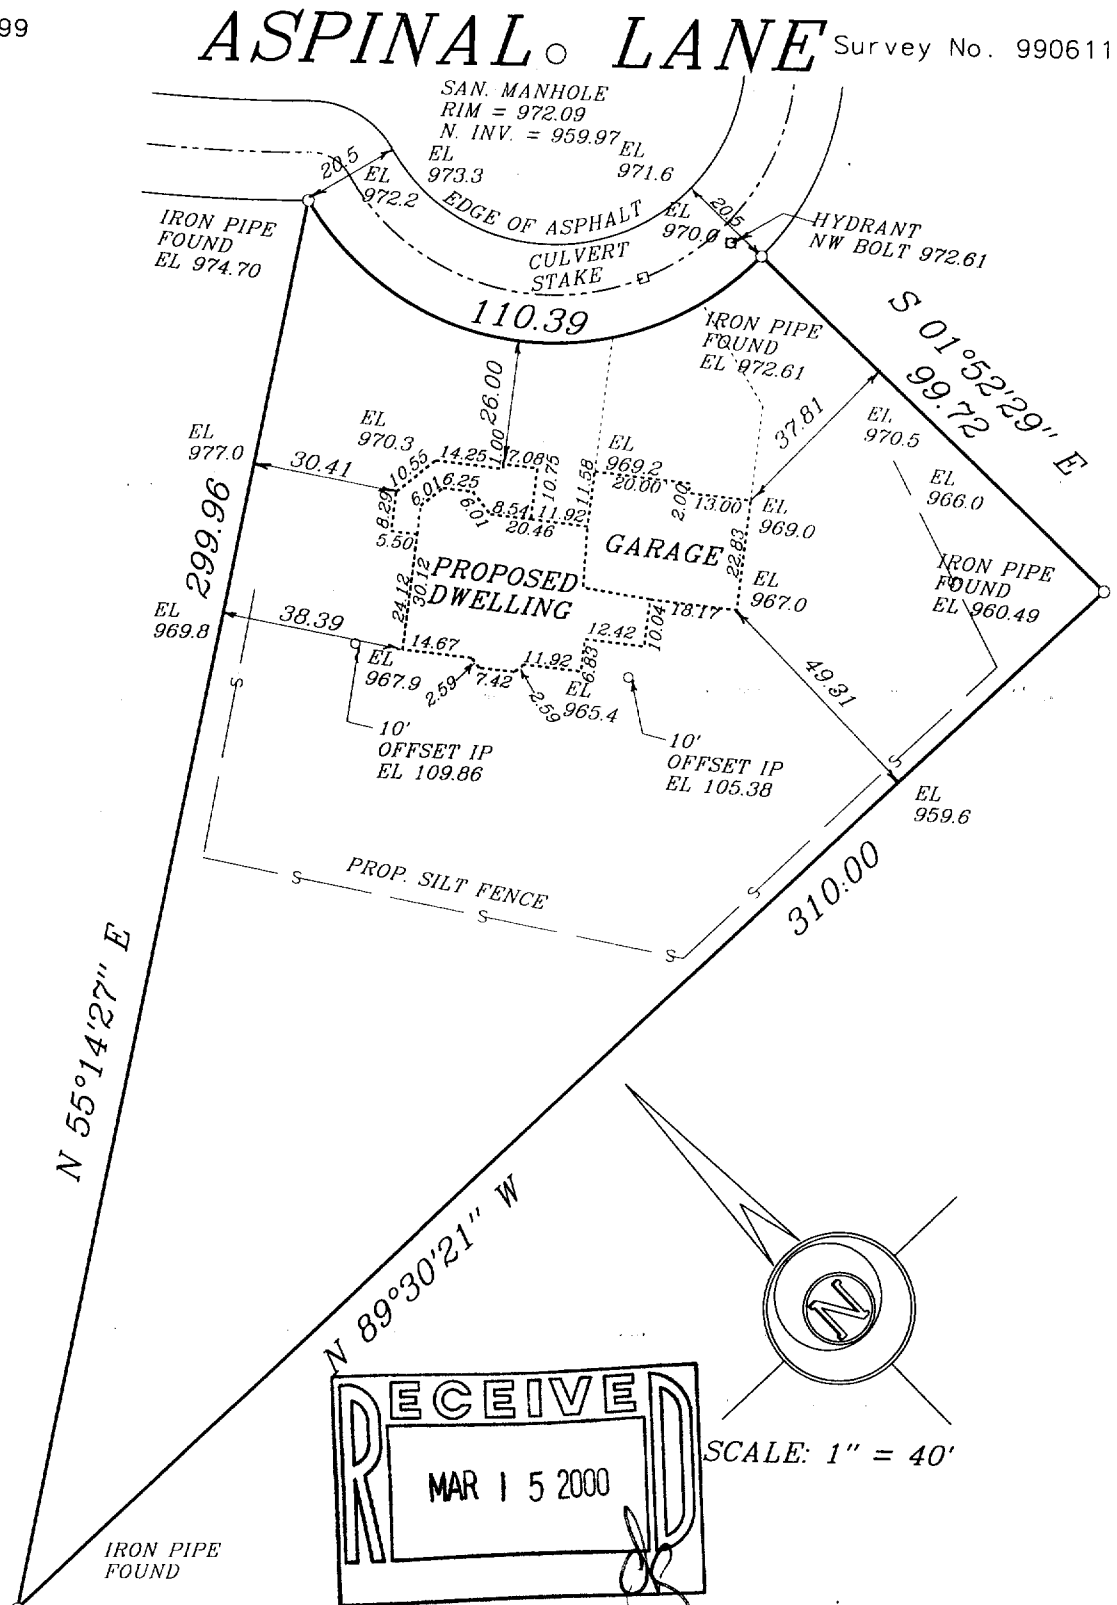 99
ASPINAL LANE
Survey No. 990611
SAN. MANHOLE
RIM = 972.09
N. INV. = 959.97
EL
973.3
EL
971.6
20.5
EL
972.2
EDGE OF ASPHALT
EL
970.0
20.5
HYDRANT
NW BOLT 972.61
IRON PIPE
FOUND
EL 974.70
CULVERT
STAKE
110.39
IRON PIPE
FOUND
EL 972.61
S 01°52'29" E
99.72
26.00
37.81
EL
977.0
EL
970.3
30.41
10.55
14.25
1.00
7.08
10.75
11.58
EL
969.2
20.00
2.00
13.00
EL
970.5
EL
966.0
EL
969.0
299.96
8.29
6.01
6.25
6.01
8.54
11.92
20.46
5.50
GARAGE
22.83
PROPOSED
DWELLING
24.12
30.12
EL
967.0
IRON PIPE
FOUND
EL 960.49
EL
969.8
38.39
18.17
10.04
12.42
14.67
11.92
6.83
EL
967.9
2.59
7.42
2.59
EL
965.4
49.31
S
10'
OFFSET IP
EL 109.86
10'
OFFSET IP
EL 105.38
S
S
EL
959.6
PROP. SILT FENCE
S
S
S
S
310.00
N 55°14'27" E
N 89°30'21" W
N
SCALE: 1" = 40'
RECEIVED
MAR 15 2000
IRON PIPE
FOUND